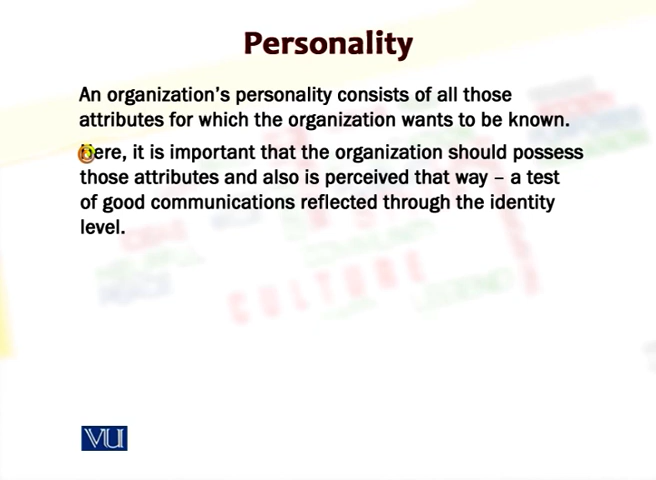 Personality
An organization's personality consists of all those
attributes for which the organization wants to be known.
Here, it is important that the organization should possess
those attributes and also is perceived that way – a test
of good communications reflected through the identity
level.
CULTURE
VU